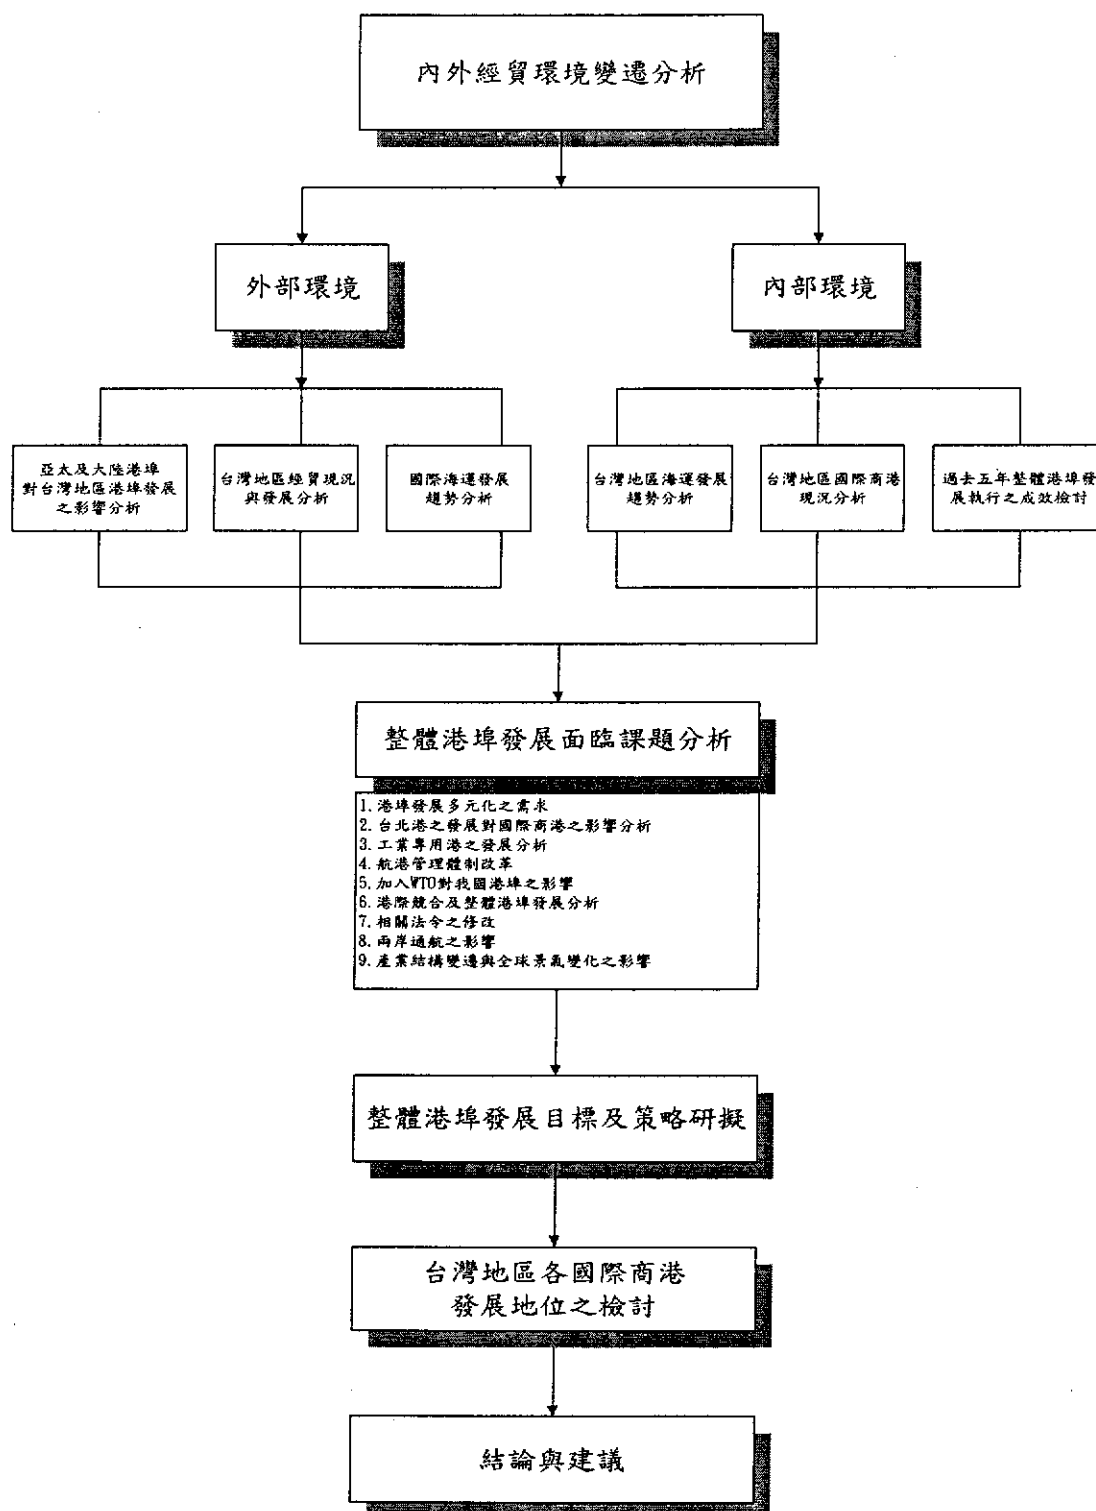 內外經貿環境變遷分析
外部環境
內部環境
亞太及大陸港埠
對台灣地區港埠發展
之影響分析
台灣地區經貿現況
與發展分析
國際海運發展
趨勢分析
台灣地區海運發展
趨勢分析
台灣地區國際商港
現況分析
過去五年整體港埠發
展執行之成效檢討
整體港埠發展面臨課題分析
1. 港埠發展多元化之需求
2. 台北港之發展對國際商港之影響分析
3. 工業專用港之發展分析
4. 航港管理體制改革
5. 加入WTO對我國港埠之影響
6. 港際競合及整體港埠發展分析
7. 相關法令之修改
8. 兩岸通航之影響
9. 產業結構變遷與全球景氣變化之影響
整體港埠發展目標及策略研擬
台灣地區各國際商港
發展地位之檢討
結論與建議